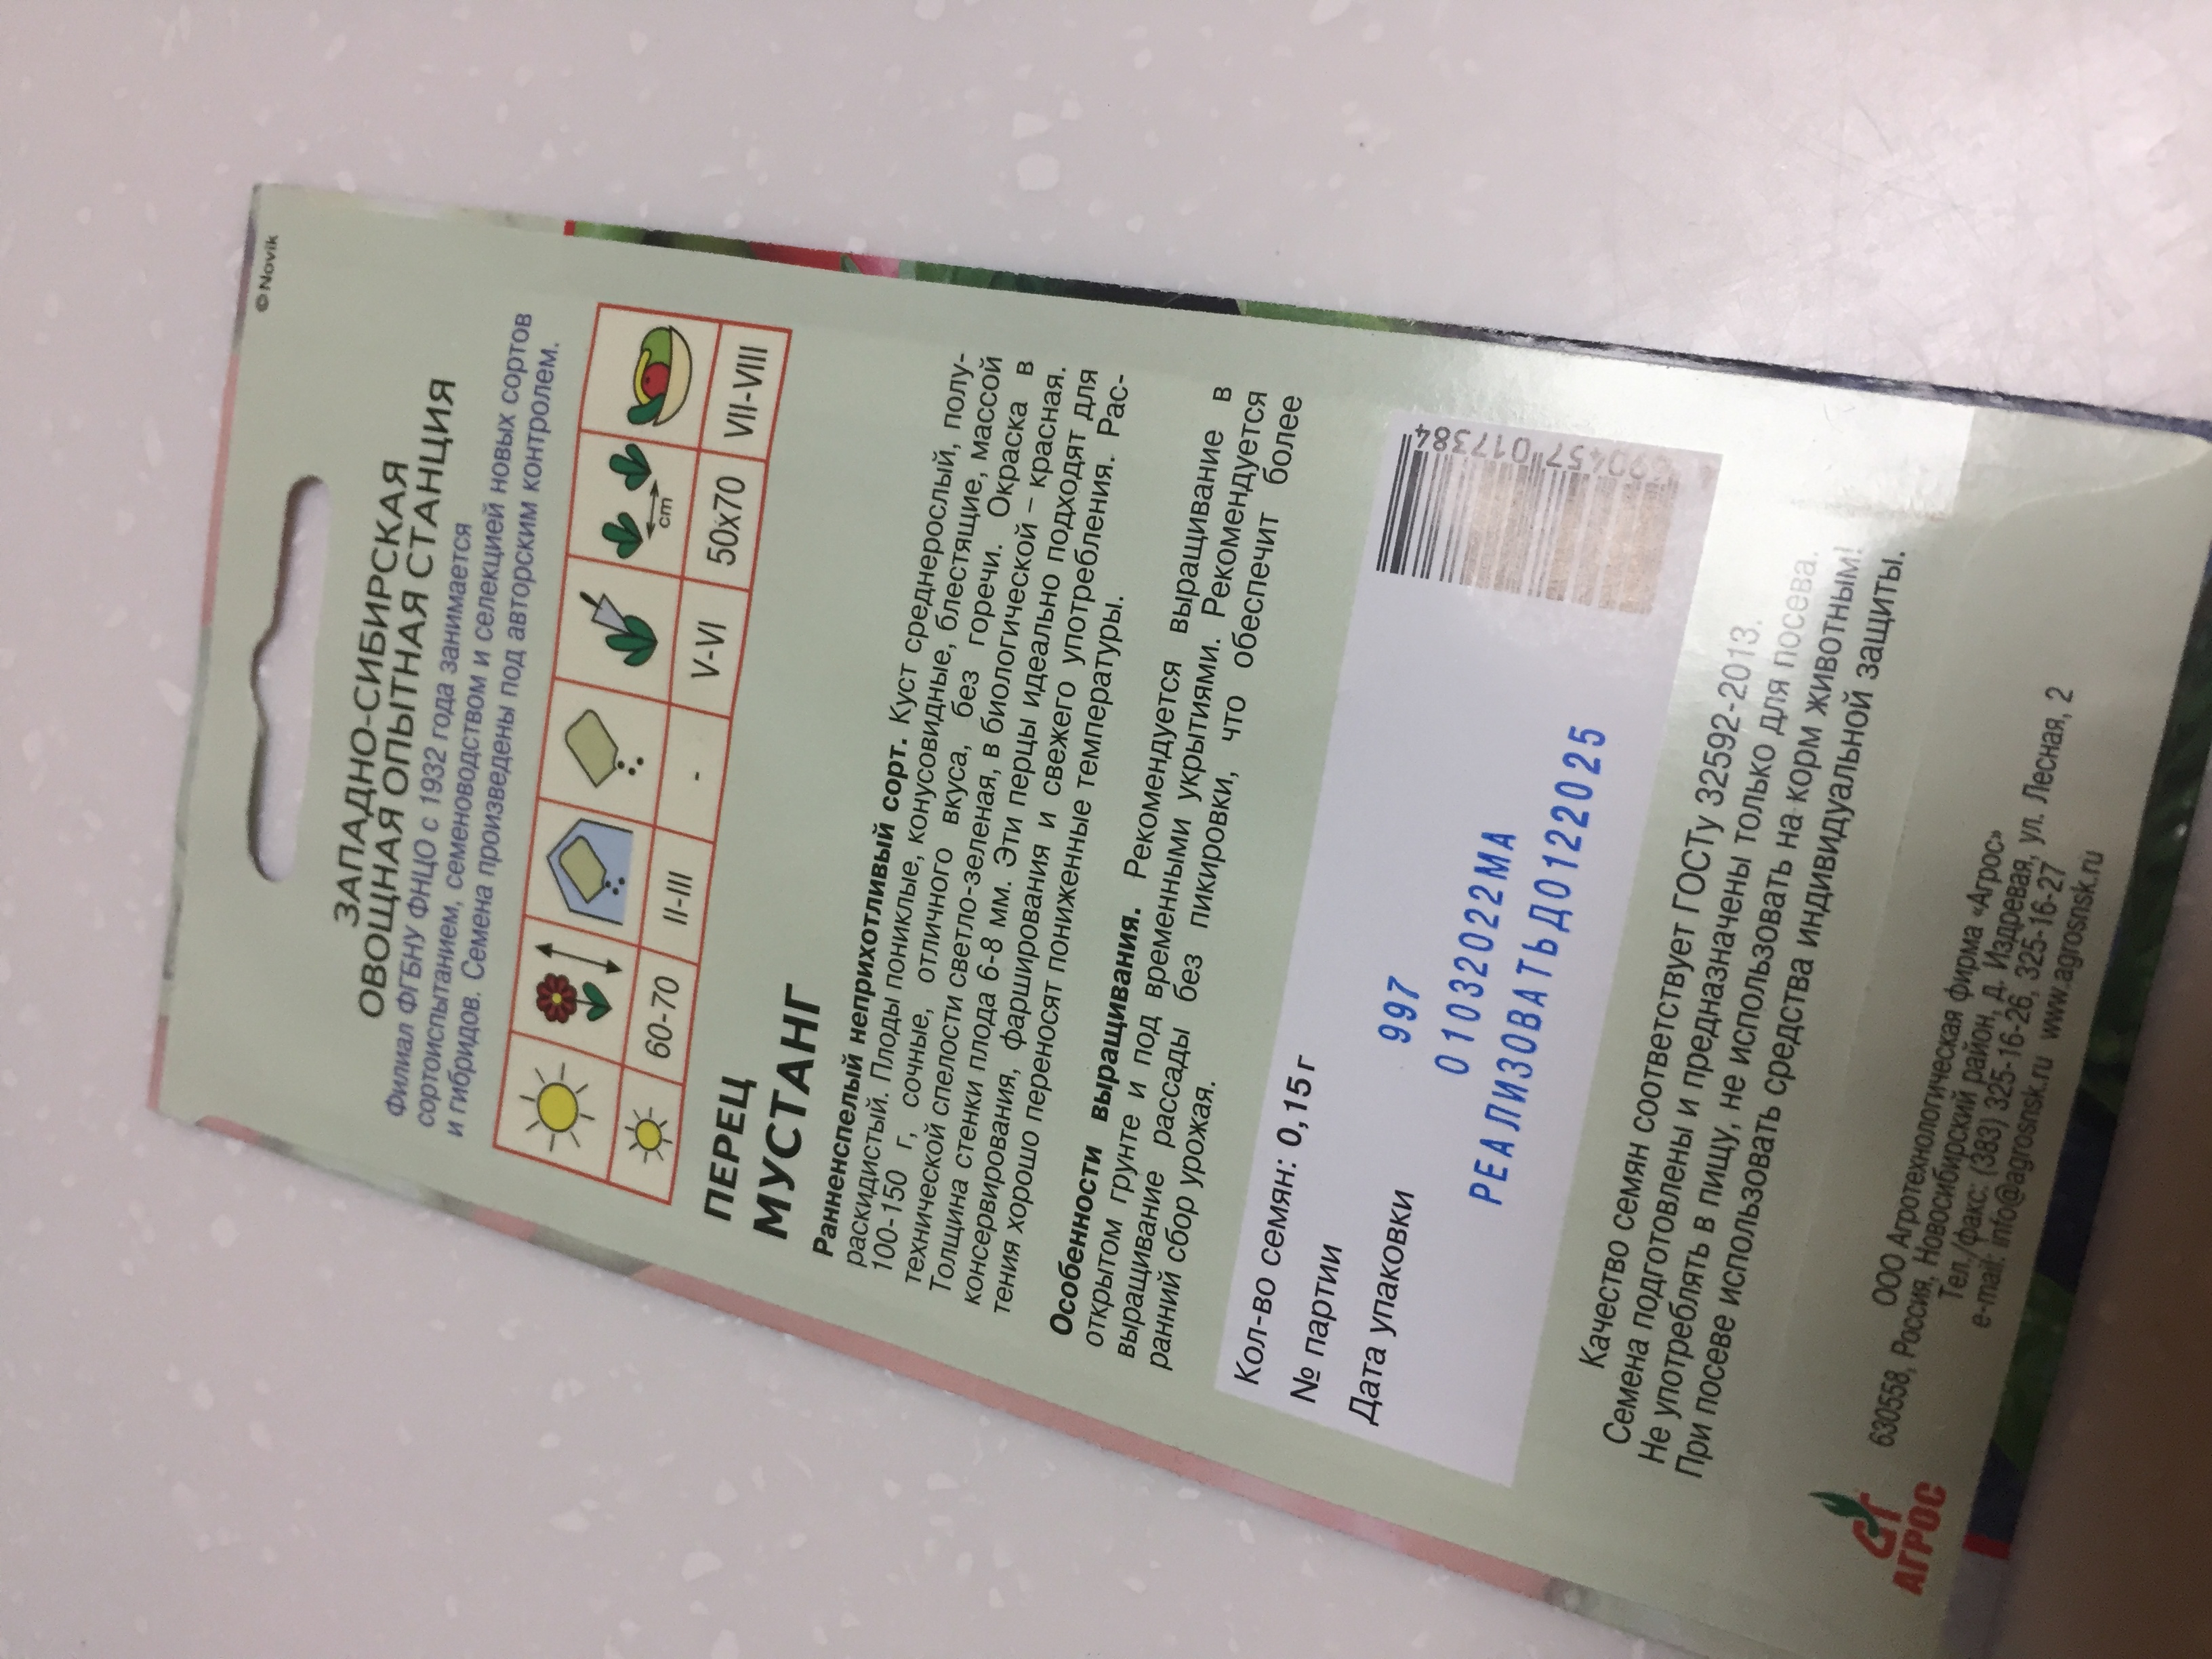 © Novik
ЗАПАДНО-СИБИРСКАЯ
ОВОЩНАЯ ОПЫТНАЯ СТАНЦИЯ
Филиал ФГБНУ ФНЦО с 1932 года занимается
сортоиспытанием, семеноводством и селекцией новых сортов
и гибридов. Семена произведены под авторским контролем.
cm
60-70 II-III - V-VI 50x70 VII-VIII
ПЕРЕЦ
МУСТАНГ
Раннеспелый неприхотливый сорт. Куст среднерослый, полу-
раскидистый. Плоды пониклые, конусовидные, блестящие, массой
100-150 г, сочные, отличного вкуса, без горечи. Окраска в
технической спелости светло-зеленая, в биологической – красная.
Толщина стенки плода 6-8 мм. Эти перцы идеально подходят для
консервирования, фарширования и свежего употребления. Рас-
тения хорошо переносят пониженные температуры.
Особенности выращивания. Рекомендуется выращивание в
открытом грунте и под временными укрытиями. Рекомендуется
выращивание рассады без пикировки, что обеспечит более
ранний сбор урожая.
Кол-во семян: 0,15 г
№ партии 997
Дата упаковки 01032022МА
РЕАЛИЗОВАТЬДО122025
017384
Качество семян соответствует ГОСТу 32592-2013.
Семена подготовлены и предназначены только для посева.
Не употреблять в пищу, не использовать на корм животным!
При посеве использовать средства индивидуальной защиты.
АГРОС
ООО Агротехнологическая фирма «Агрос»
630558, Россия, Новосибирский район, д. Издревая, ул. Лесная, 2
Тел./факс: (383) 325-16-26, 325-16-27
e-mail: info@agrosnsk.ru www.agrosnsk.ru